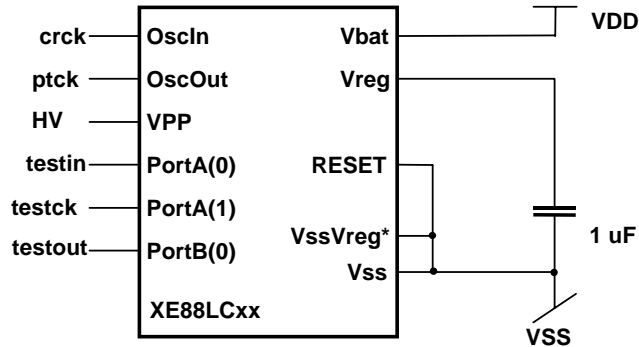 crck OscIn Vbat VDD
ptck OscOut Vreg
HV VPP
testin PortA(0) RESET
testck PortA(1)
testout PortB(0) VssVreg* 1 uF
Vss
XE88LCxx
VSS